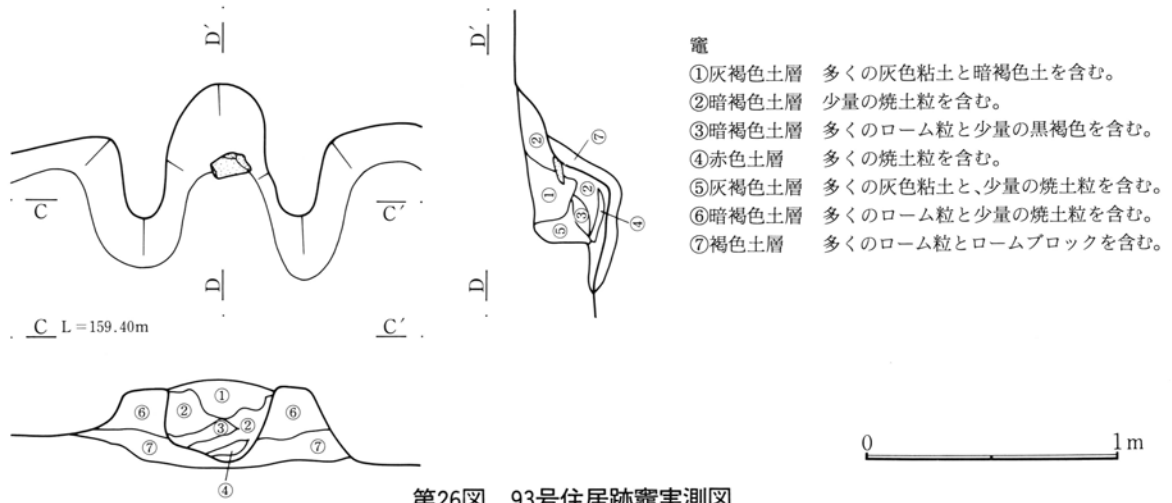 D′
D′
竈
①灰褐色土層 多くの灰色粘土と暗褐色土を含む。
②暗褐色土層 少量の焼土粒を含む。
③暗褐色土層 多くのローム粒と少量の黒褐色を含む。
④赤色土層 多くの焼土粒を含む。
⑤灰褐色土層 多くの灰色粘土と、少量の焼土粒を含む。
⑥暗褐色土層 多くのローム粒と少量の焼土粒を含む。
⑦褐色土層 多くのローム粒とロームブロックを含む。
②
⑦
①
②
③
④
⑤
C
C′
D
D
C L=159.40m C′
①
⑥ ② ③ ② ⑥
⑦ ⑦
④
0 1m
第26図 93号住居跡竈実測図